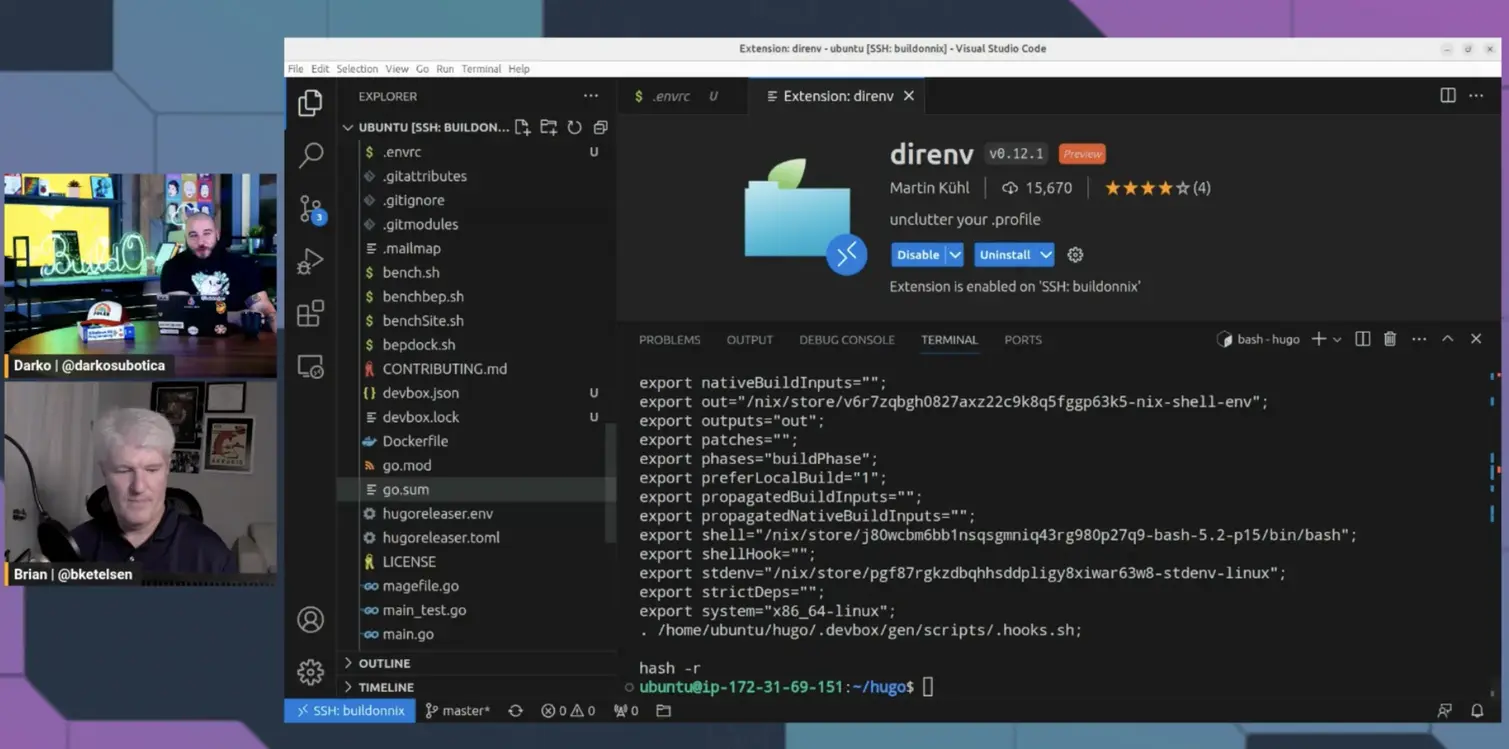 Extension: direnv - ubuntu [SSH: buildonnix] - Visual Studio Code
File Edit Selection View Go Run Terminal Help
EXPLORER
UBUNTU [SSH: BUILDON...
.envrc U
.gitattributes
.gitignore
.gitmodules
.mailmap
bench.sh
benchbep.sh
benchSite.sh
bepdock.sh
CONTRIBUTING.md
devbox.json U
devbox.lock U
Dockerfile
go.mod
go.sum
hugoreleaser.env
hugoreleaser.toml
LICENSE
magefile.go
main_test.go
main.go
OUTLINE
TIMELINE
3
$ .envrc U
Extension: direnv
direnv v0.12.1 Preview
Martin Kühl 15,670 (4)
unclutter your .profile
Disable Uninstall
Extension is enabled on 'SSH: buildonnix'
PROBLEMS OUTPUT DEBUG CONSOLE TERMINAL PORTS
bash - hugo
export nativeBuildInputs="";
export out="/nix/store/v6r7zqbgh0827axz22c9k8q5fggp63k5-nix-shell-env";
export outputs="out";
export patches="";
export phases="buildPhase";
export preferLocalBuild="1";
export propagatedBuildInputs="";
export propagatedNativeBuildInputs="";
export shell="/nix/store/j80wcbm6bb1nsqsgmniq43rg980p27q9-bash-5.2-p15/bin/bash";
export shellHook="";
export stdenv="/nix/store/pgf87rgkzdbqhhsddpligy8xiwar63w8-stdenv-linux";
export strictDeps="";
export system="x86_64-linux";
. /home/ubuntu/hugo/.devbox/gen/scripts/.hooks.sh;
hash -r
ubuntu@ip-172-31-69-151:~/hugo$
SSH: buildonnix master* 0 0 0
BuildOn
Darko | @darkosubotica
Brian | @bketelsen